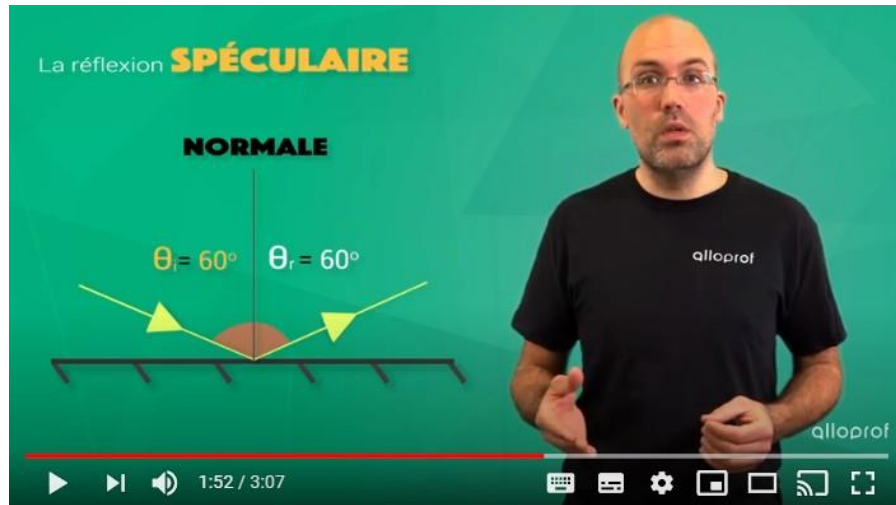 La réflexion SPÉCULAIRE
NORMALE
θi= 60° θr= 60°
alloprof
alloprof
1:52 / 3:07